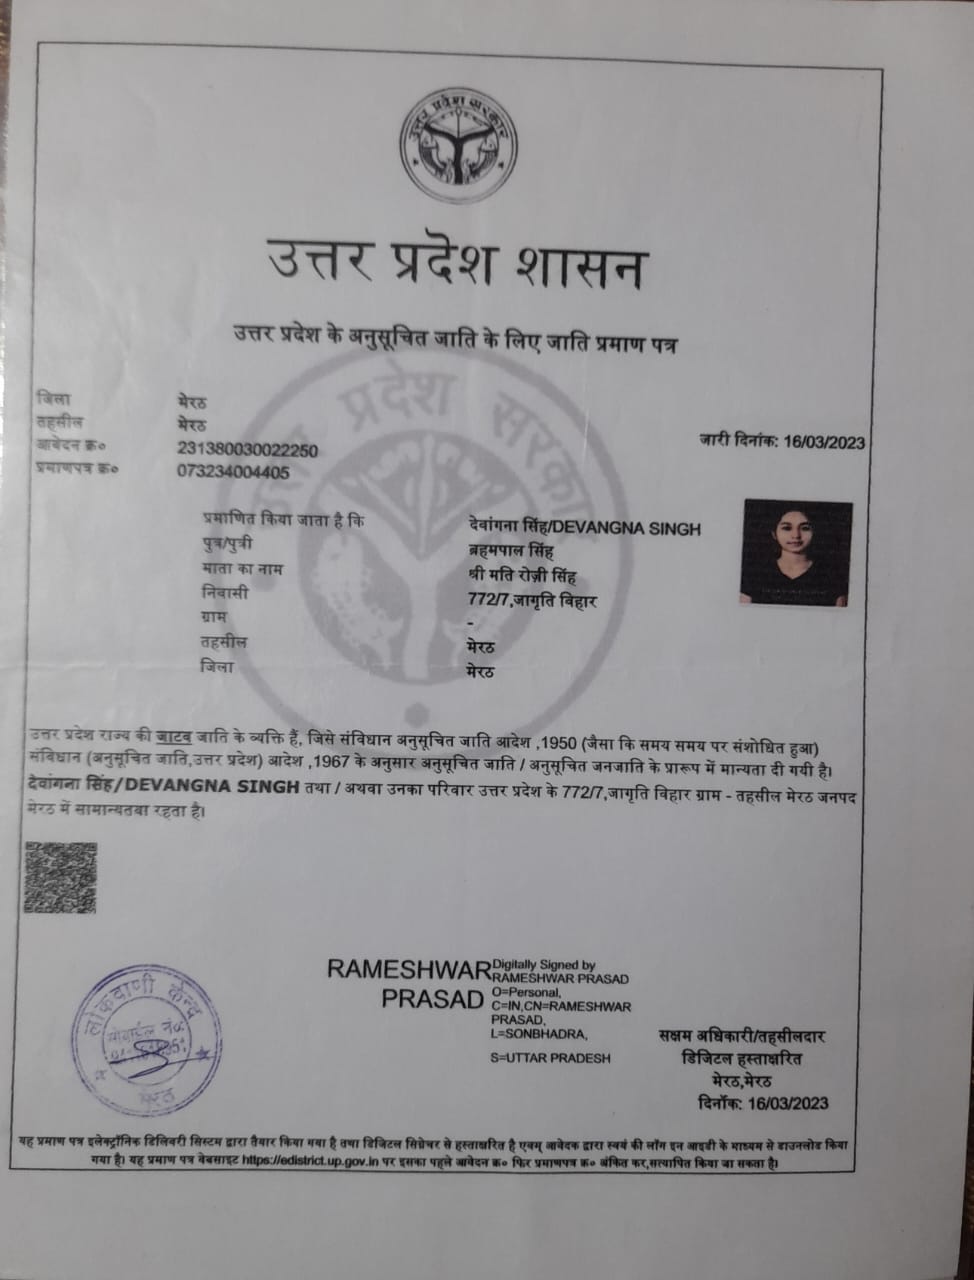 उत्तर प्रदेश सरकार
उत्तर प्रदेश शासन
उत्तर प्रदेश के अनुसूचित जाति के लिए जाति प्रमाण पत्र
जिला मेरठ
तहसील मेरठ
आवेदन क्र० 231380030022250
जारी दिनांक: 16/03/2023
प्रमाणपत्र क्र० 073234004405
प्रमाणित किया जाता है कि देवांगना सिंह/DEVANGNA SINGH
पुत्र/पुत्री ब्रहमपाल सिंह
माता का नाम श्री मति रोज़ी सिंह
निवासी 772/7,जागृति विहार
ग्राम -
तहसील मेरठ
जिला मेरठ
उत्तर प्रदेश राज्य की जाटव जाति के व्यक्ति हैं, जिसे संविधान अनुसूचित जाति आदेश ,1950 (जैसा कि समय समय पर संशोधित हुआ)
संविधान (अनुसूचित जाति,उत्तर प्रदेश) आदेश ,1967 के अनुसार अनुसूचित जाति / अनुसूचित जनजाति के प्रारूप में मान्यता दी गयी है।
देवांगना सिंह/DEVANGNA SINGH तथा / अथवा उनका परिवार उत्तर प्रदेश के 772/7,जागृति विहार ग्राम - तहसील मेरठ जनपद
मेरठ में सामान्यतया रहता है।
RAMESHWAR
PRASAD
Digitally Signed by
RAMESHWAR PRASAD
O=Personal,
C=IN,CN=RAMESHWAR
PRASAD,
L=SONBHADRA,
S=UTTAR PRADESH
लोकवाणी केन्द्र
मेरठ
सक्षम अधिकारी/तहसीलदार
डिजिटल हस्ताक्षरित
मेरठ,मेरठ
दिनाँक: 16/03/2023
यह प्रमाण पत्र इलेक्ट्रॉनिक डिलिवरी सिस्टम द्वारा तैयार किया गया है तथा डिजिटल सिग्नेचर से हस्ताक्षरित है एवम् आवेदक द्वारा स्वयं की लॉग इन आइडी के माध्यम से डाउनलोड किया
गया है। यह प्रमाण पत्र वेबसाइट https://edistrict.up.gov.in पर इसका पहले आवेदन क्र० फिर प्रमाणपत्र क्र० अंकित कर,सत्यापित किया जा सकता है।